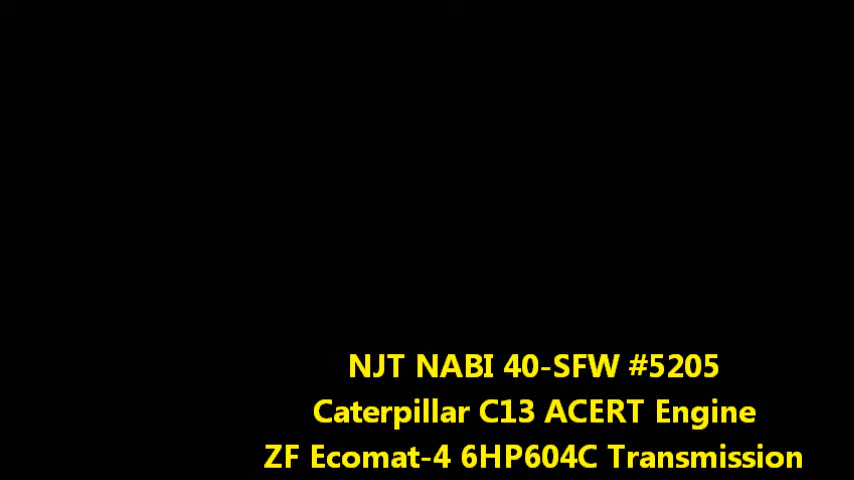 NJT NABI 40-SFW #5205
Caterpillar C13 ACERT Engine
ZF Ecomat-4 6HP604C Transmission